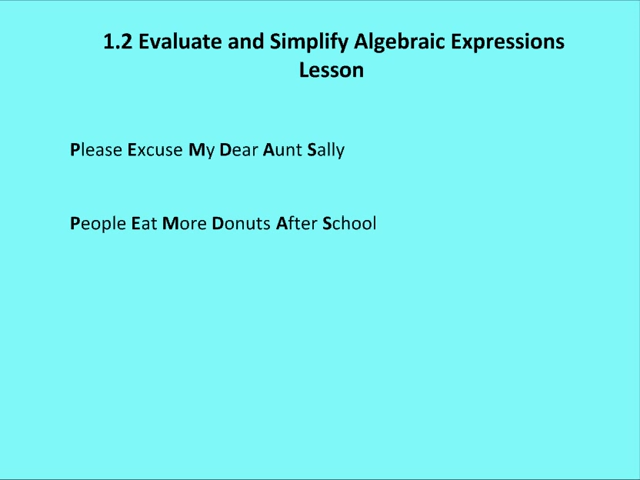 1.2 Evaluate and Simplify Algebraic Expressions
Lesson
Please Excuse My Dear Aunt Sally
People Eat More Donuts After School